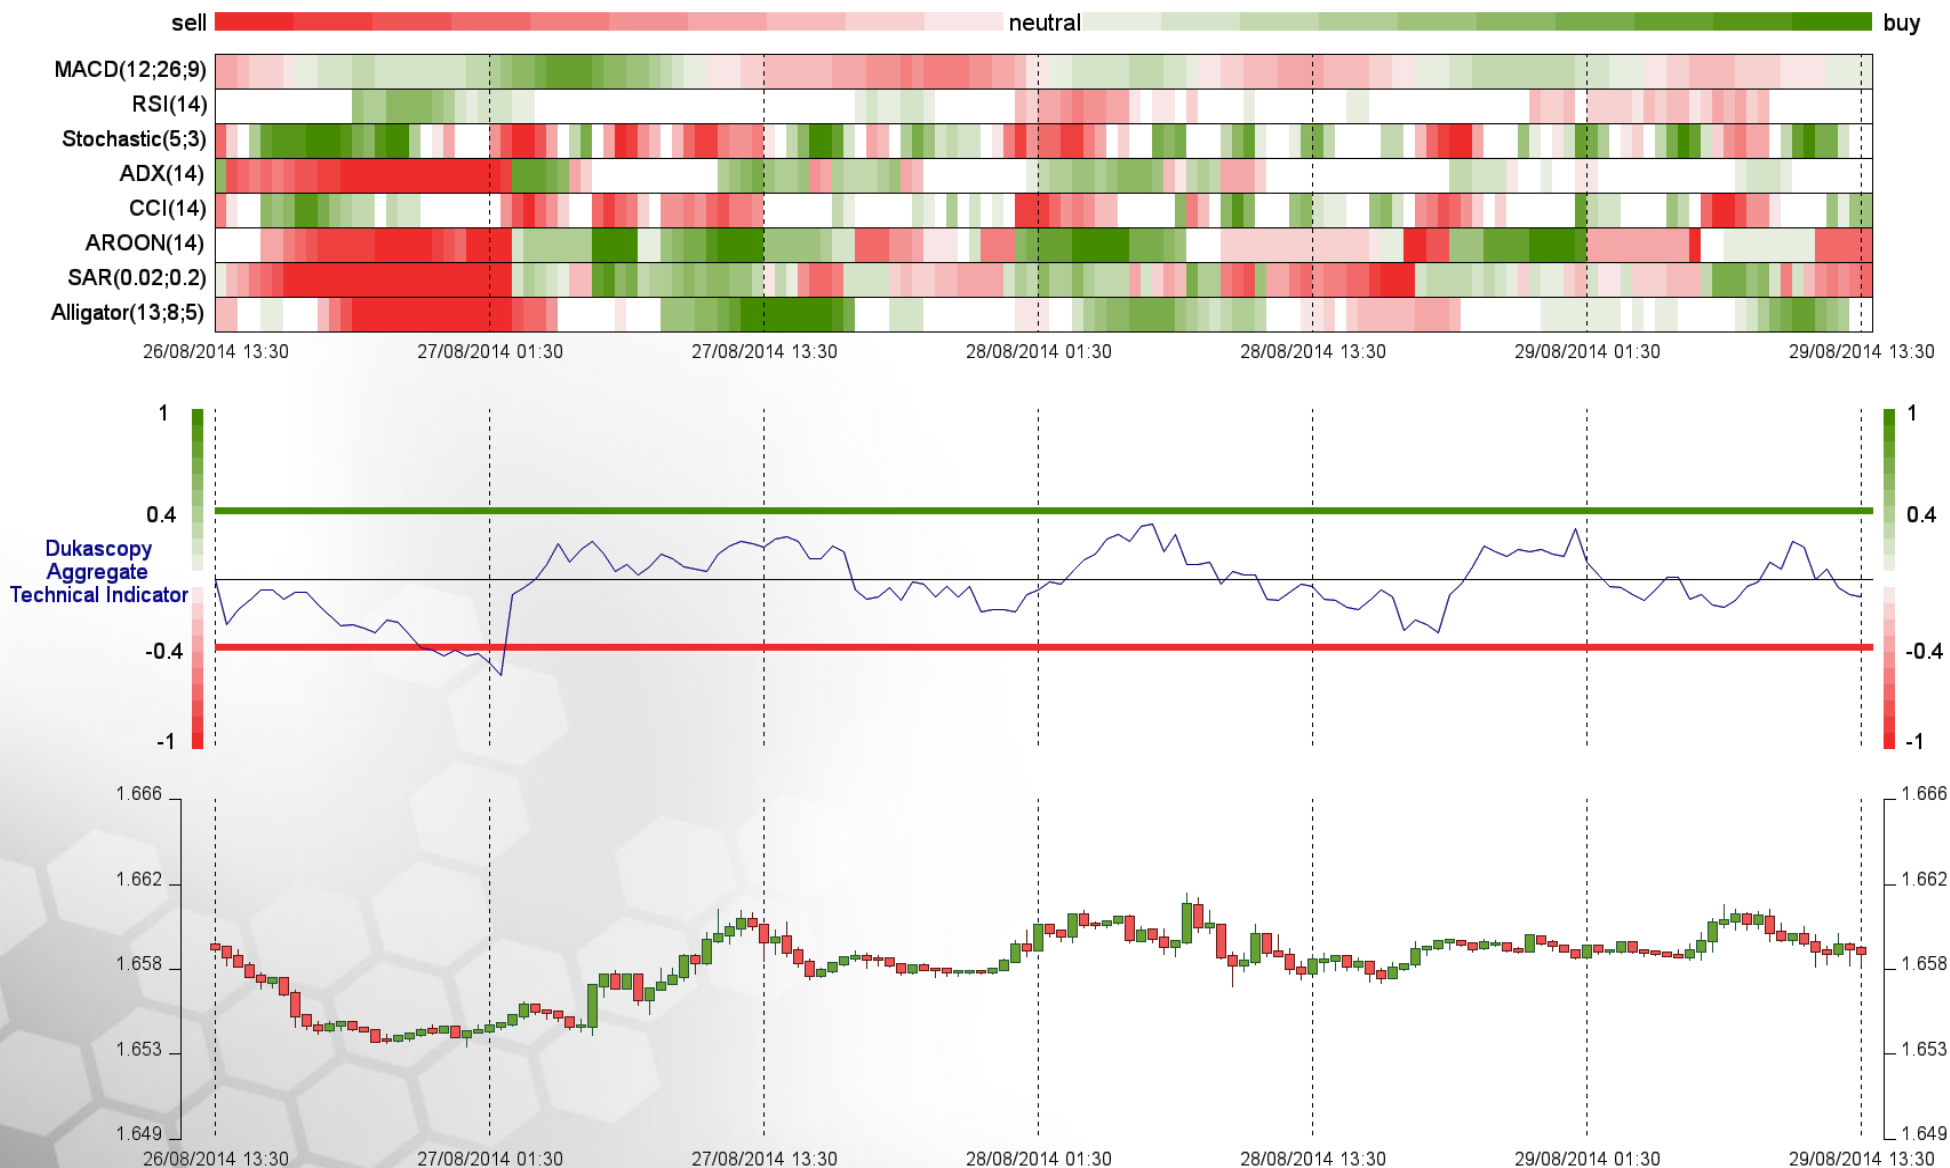 sell neutral buy
MACD(12;26;9)
RSI(14)
Stochastic(5;3)
ADX(14)
CCI(14)
AROON(14)
SAR(0.02;0.2)
Alligator(13;8;5)
26/08/2014 13:30 27/08/2014 01:30 27/08/2014 13:30 28/08/2014 01:30 28/08/2014 13:30 29/08/2014 01:30 29/08/2014 13:30
1 1
0.4 0.4
Dukascopy
Aggregate
Technical Indicator
-0.4 -0.4
-1 -1
1.666 1.666
1.662 1.662
1.658 1.658
1.653 1.653
1.649 1.649
26/08/2014 13:30 27/08/2014 01:30 27/08/2014 13:30 28/08/2014 01:30 28/08/2014 13:30 29/08/2014 01:30 29/08/2014 13:30